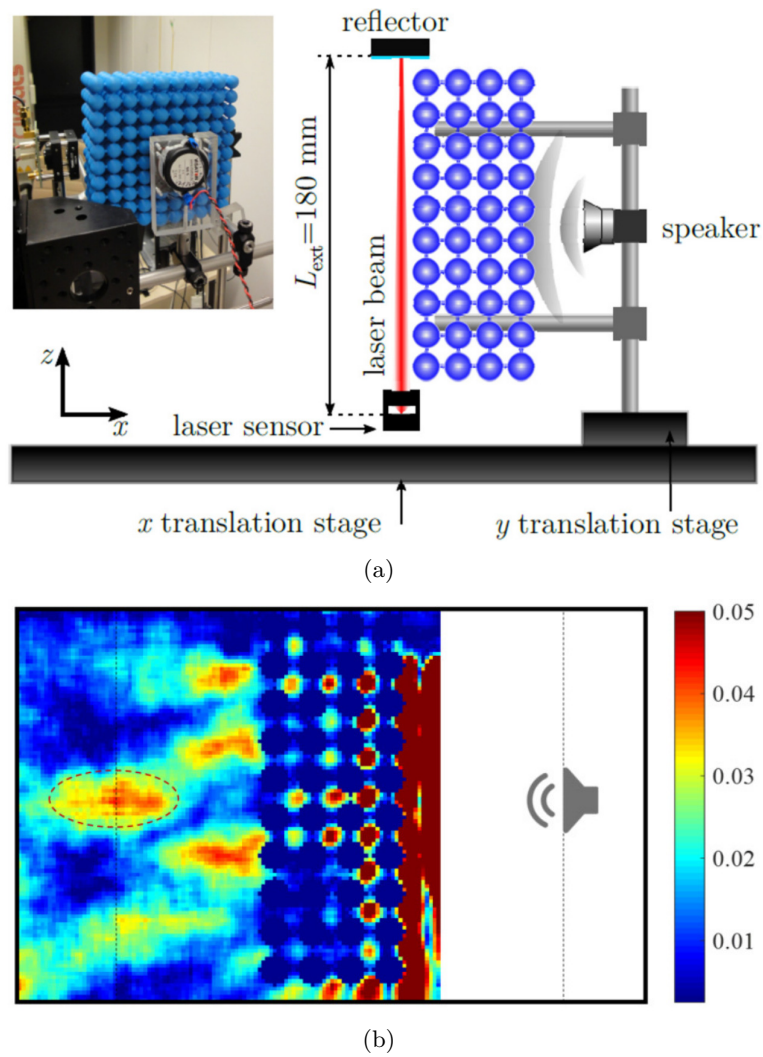 reflector
L_ext=180 mm
laser beam
speaker
z
x
laser sensor
x translation stage
y translation stage
(a)
0.05
0.04
0.03
0.02
0.01
(b)